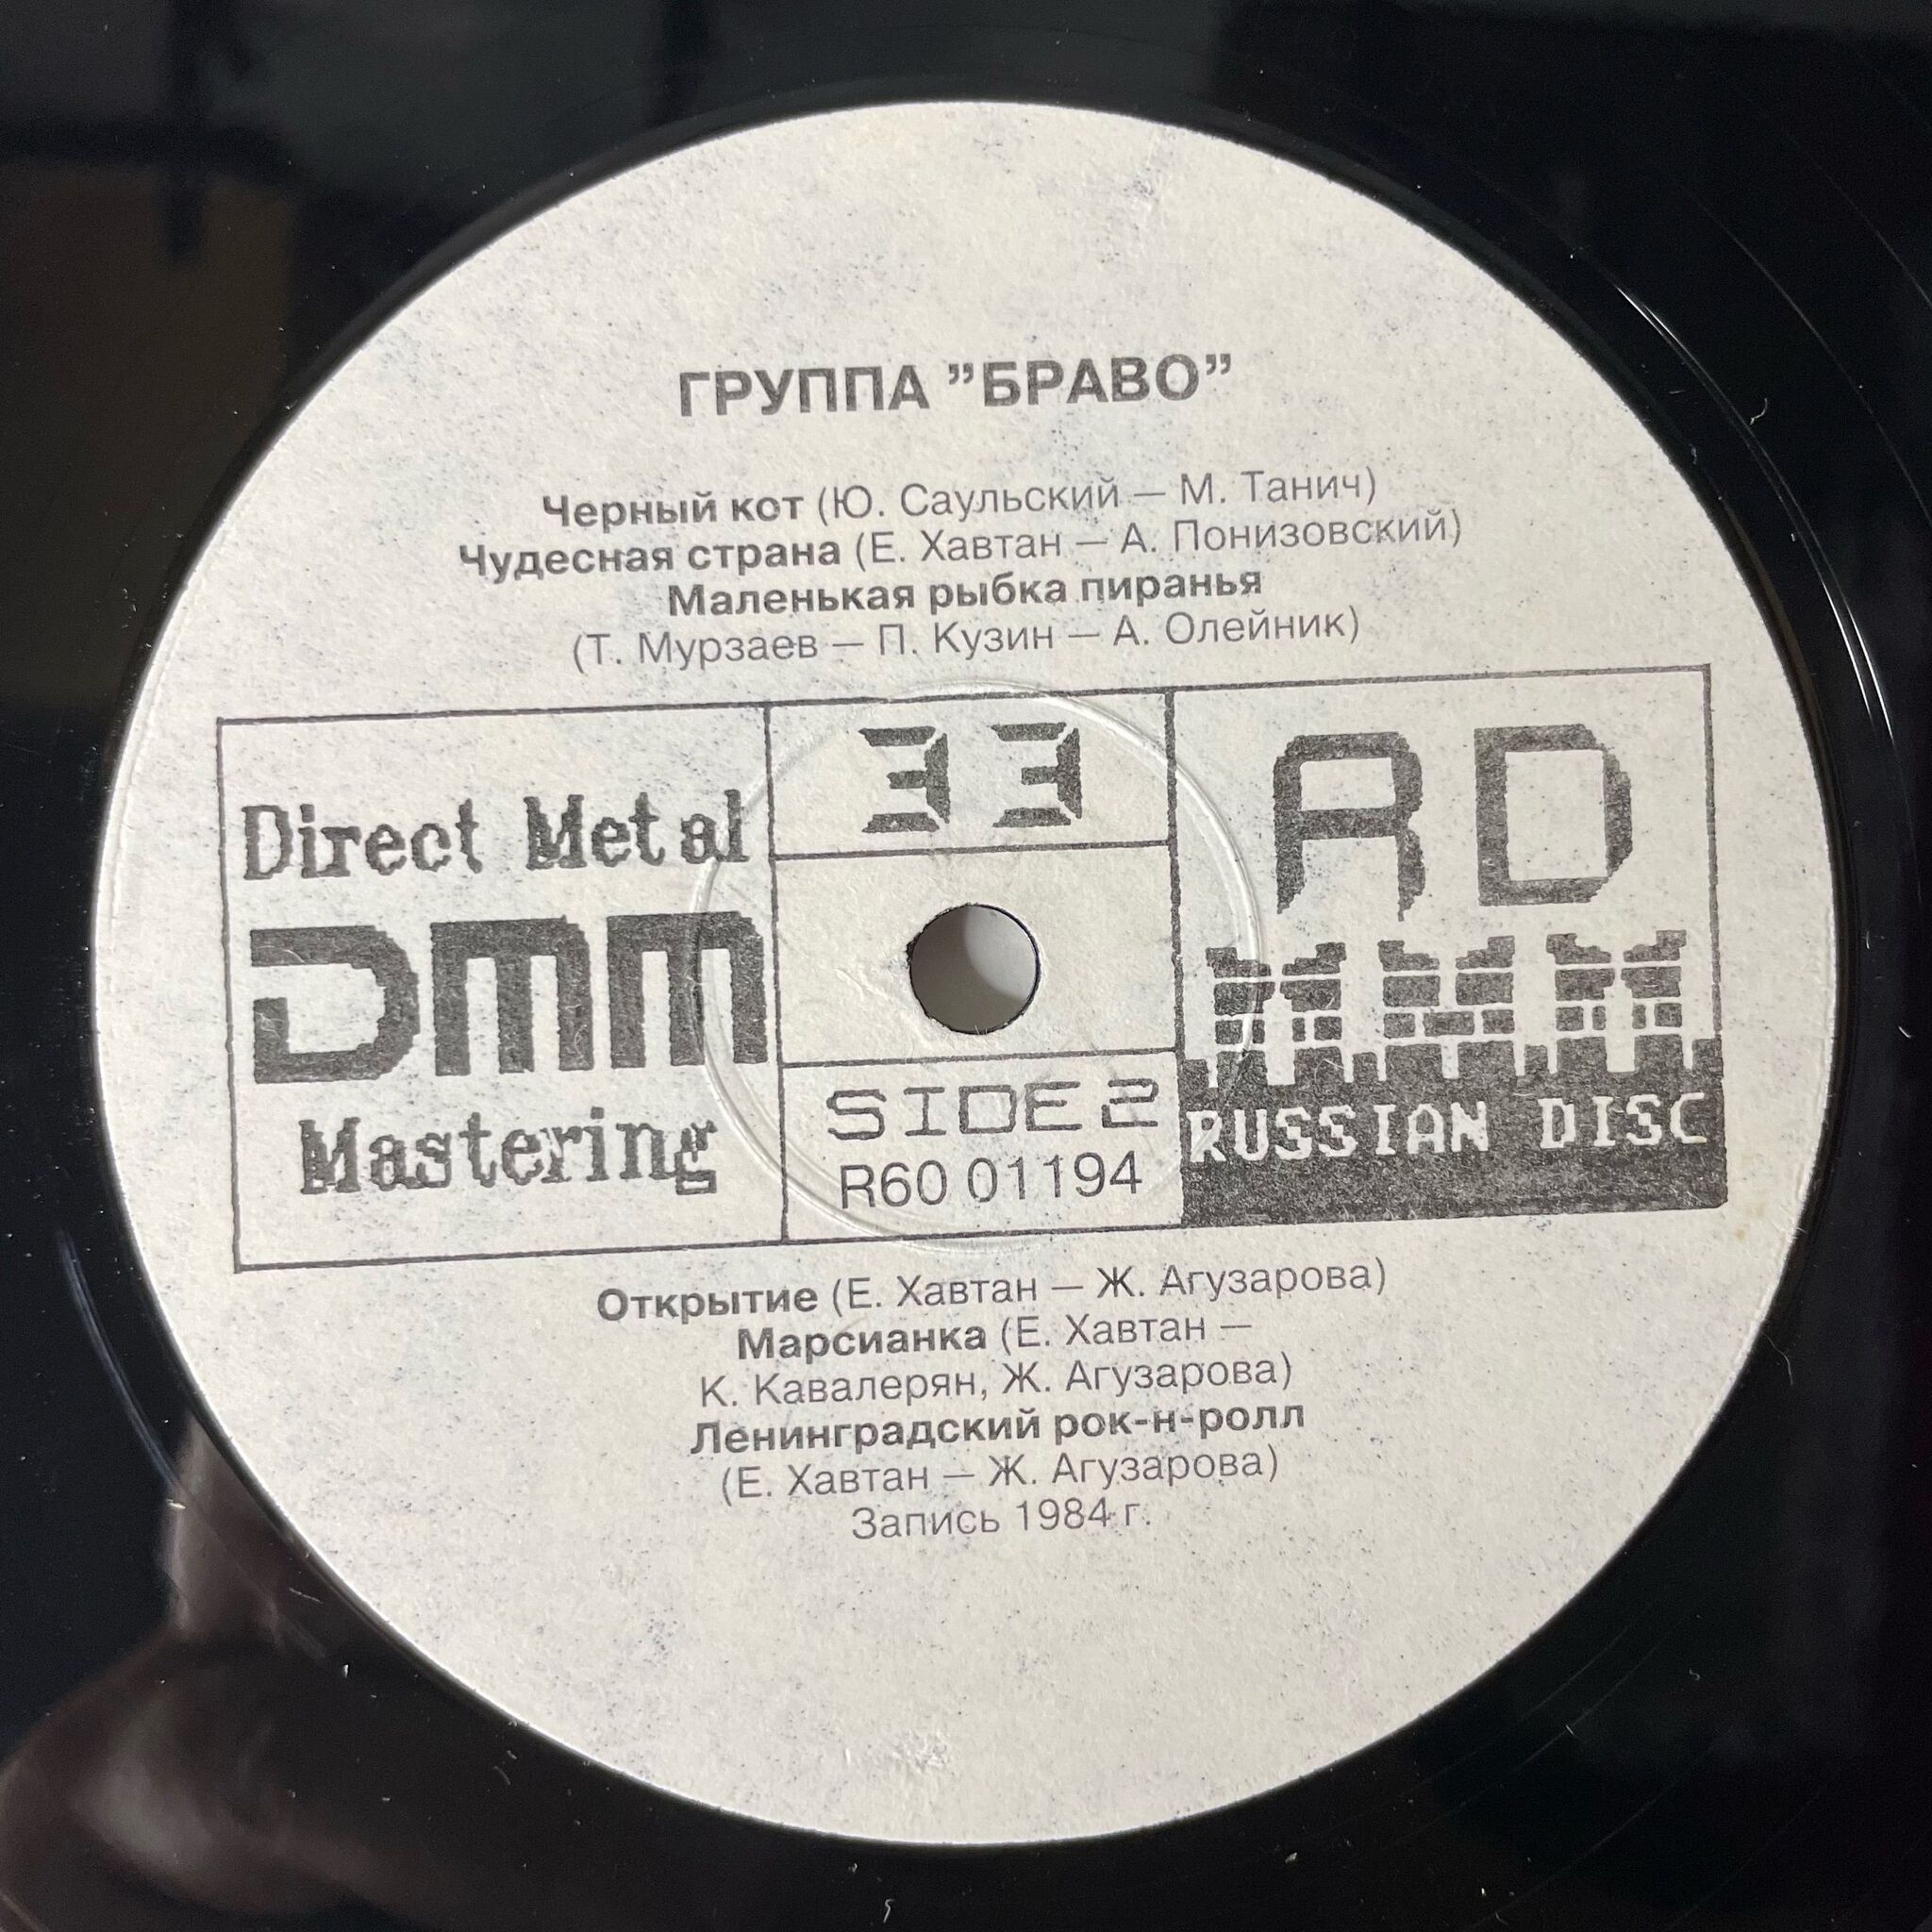 ГРУППА "БРАВО"
Черный кот (Ю. Саульский — М. Танич)
Чудесная страна (Е. Хавтан — А. Понизовский)
Маленькая рыбка пиранья
(Т. Мурзаев — П. Кузин — А. Олейник)
Direct Metal
DMM
Mastering
33
SIDE 2
R60 01194
RD
RUSSIAN DISC
Открытие (Е. Хавтан — Ж. Агузарова)
Марсианка (Е. Хавтан —
К. Кавалерян, Ж. Агузарова)
Ленинградский рок-н-ролл
(Е. Хавтан — Ж. Агузарова)
Запись 1984 г.